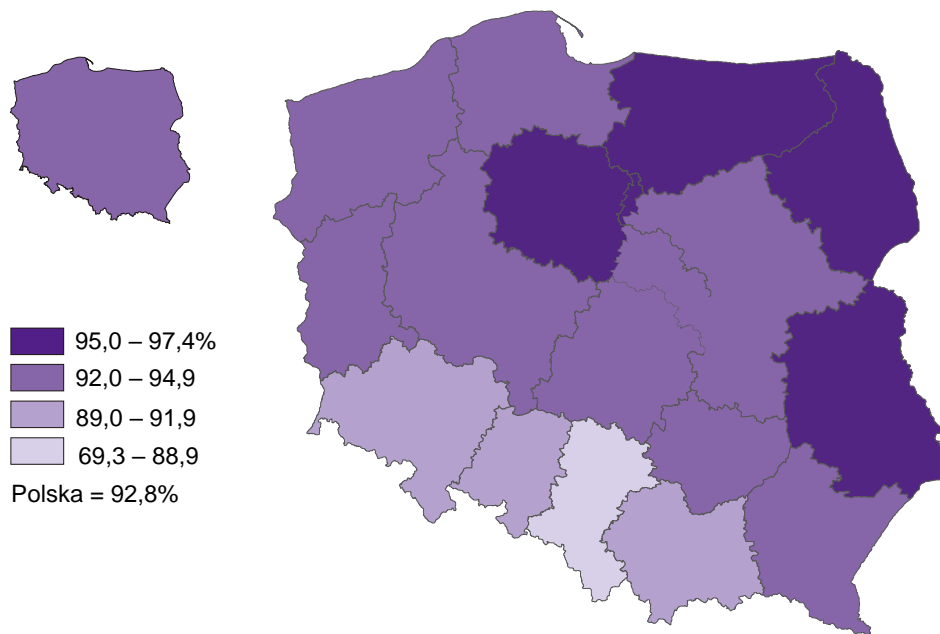 95,0 – 97,4%
92,0 – 94,9
89,0 – 91,9
69,3 – 88,9
Polska = 92,8%